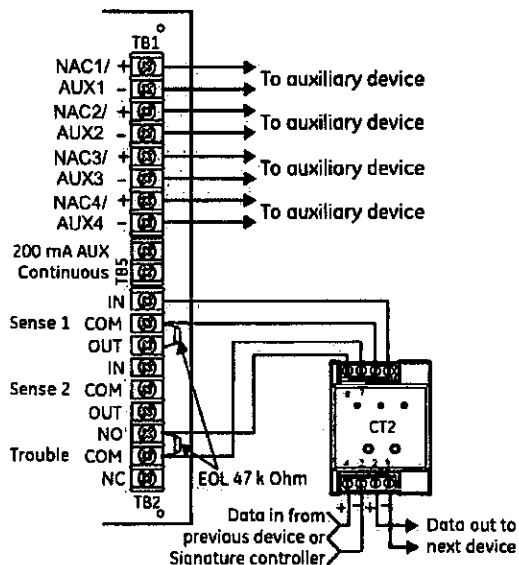 TB1
NAC1/ + To auxiliary device
AUX1 -
NAC2/ + To auxiliary device
AUX2 -
NAC3/ + To auxiliary device
AUX3 -
NAC4/ + To auxiliary device
AUX4 -
200 mA AUX
Continuous
TB5
IN
Sense 1 COM
OUT
IN
Sense 2 COM
OUT
NO
Trouble COM
NC
TB2
EOL 47 k Ohm
CT2
+ - + -
Data in from
previous device or
Signature controller
Data out to
next device